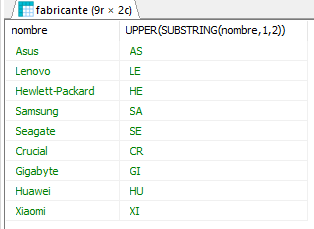 fabricante (9r × 2c)
nombre UPPER(SUBSTRING(nombre,1,2))
Asus AS
Lenovo LE
Hewlett-Packard HE
Samsung SA
Seagate SE
Crucial CR
Gigabyte GI
Huawei HU
Xiaomi XI